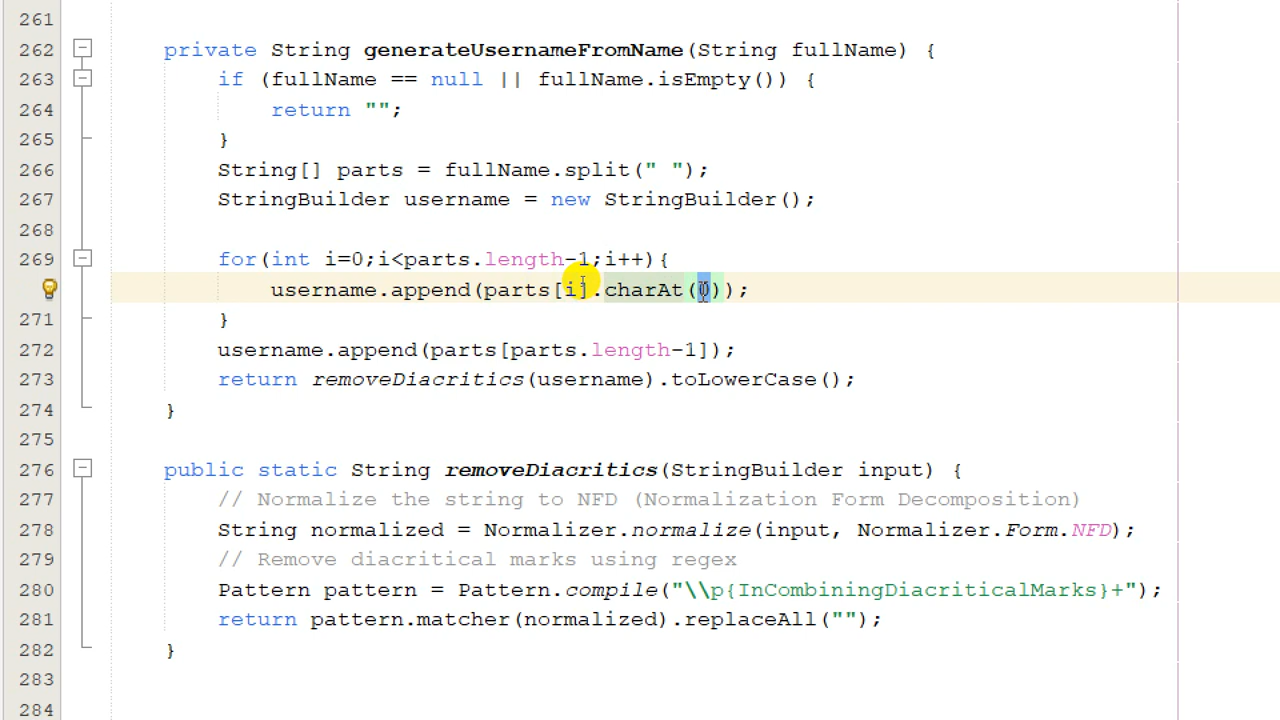 261
262 private String generateUsernameFromName(String fullName) {
263 if (fullName == null || fullName.isEmpty()) {
264 return "";
265 }
266 String[] parts = fullName.split(" ");
267 StringBuilder username = new StringBuilder();
268
269 for(int i=0;i<parts.length-1;i++){
username.append(parts[i].charAt(0));
271 }
272 username.append(parts[parts.length-1]);
273 return removeDiacritics(username).toLowerCase();
274 }
275
276 public static String removeDiacritics(StringBuilder input) {
277 // Normalize the string to NFD (Normalization Form Decomposition)
278 String normalized = Normalizer.normalize(input, Normalizer.Form.NFD);
279 // Remove diacritical marks using regex
280 Pattern pattern = Pattern.compile("\\p{InCombiningDiacriticalMarks}+");
281 return pattern.matcher(normalized).replaceAll("");
282 }
283
284